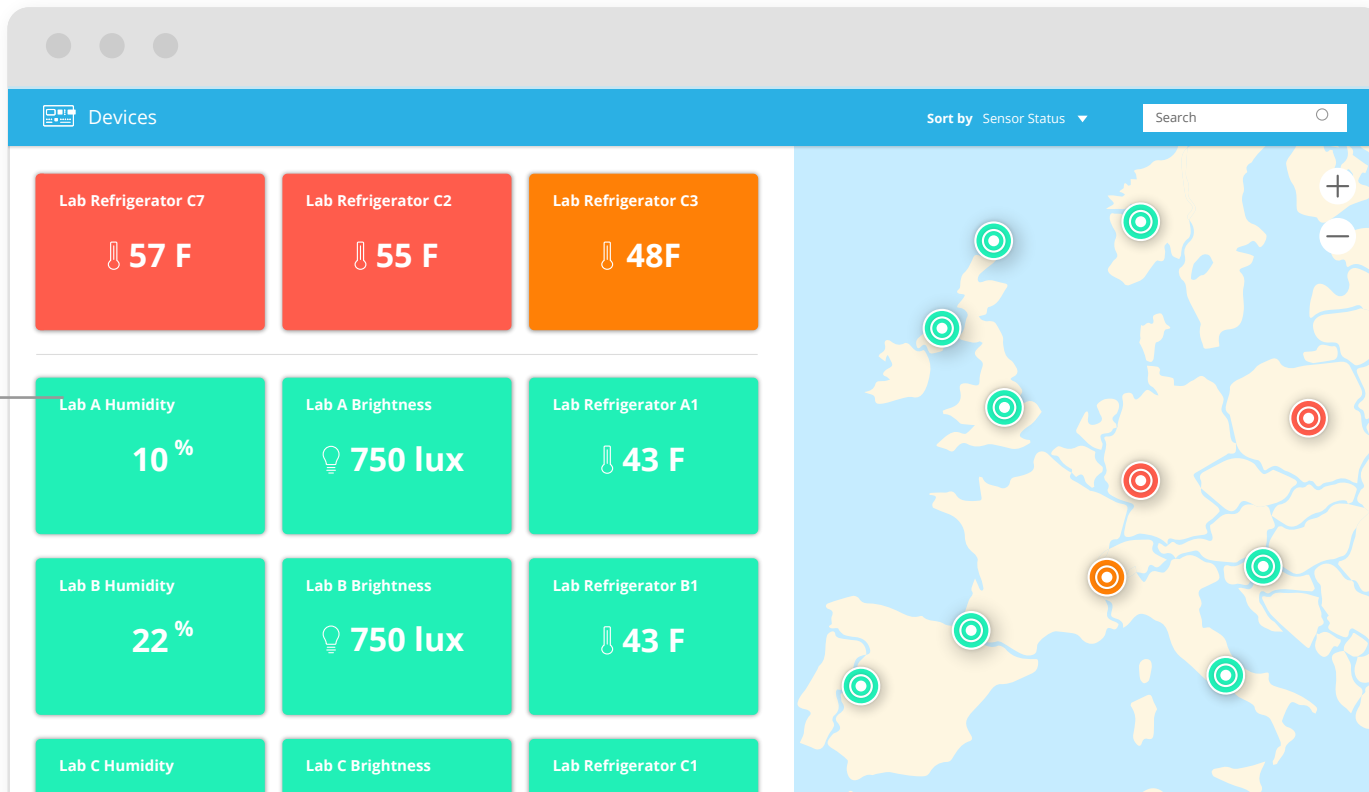 Devices
Sort by Sensor Status
Search
Lab Refrigerator C7
57 F
Lab Refrigerator C2
55 F
Lab Refrigerator C3
48F
Lab A Humidity
10 %
Lab A Brightness
750 lux
Lab Refrigerator A1
43 F
Lab B Humidity
22 %
Lab B Brightness
750 lux
Lab Refrigerator B1
43 F
Lab C Humidity
Lab C Brightness
Lab Refrigerator C1